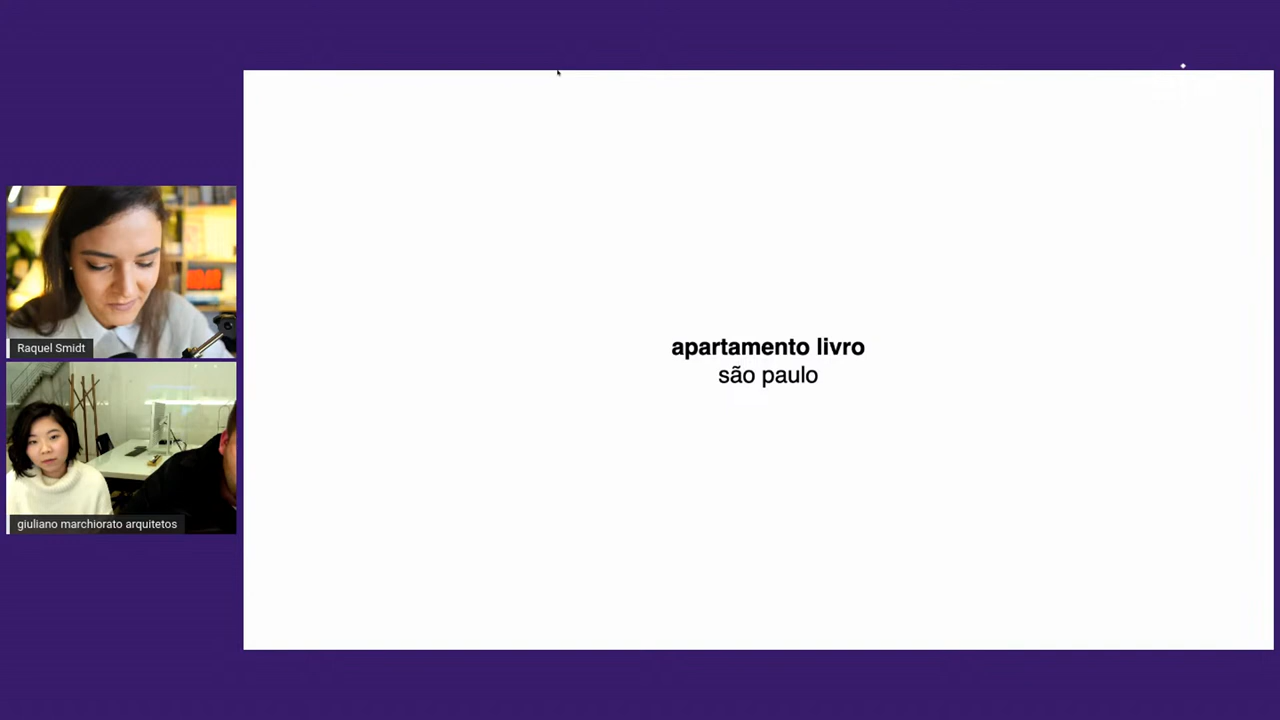 Raquel Smidt
giuliano marchiorato arquitetos
apartamento livro
são paulo